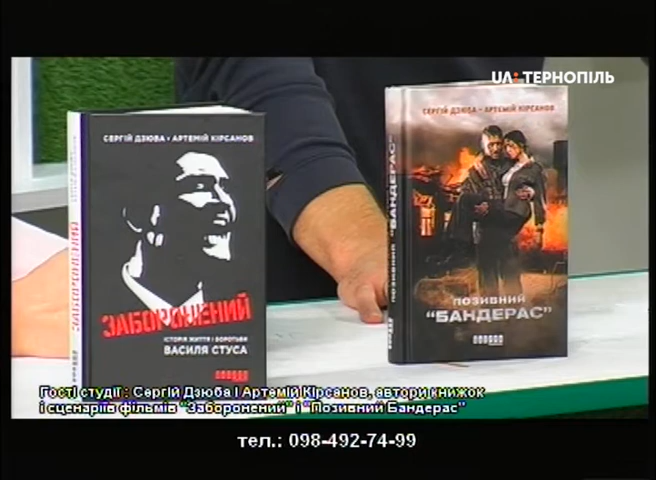 UA:ТЕРНОПІЛЬ
СЕРГІЙ ДЗЮБА • АРТЕМІЙ КІРСАНОВ
ЗАБОРОНЕНИЙ
ІСТОРІЯ ЖИТТЯ І БОРОТЬБИ
ВАСИЛЯ СТУСА
ЗАБОРОНЕНИЙ
СЕРГІЙ ДЗЮБА • АРТЕМІЙ КІРСАНОВ
ПОЗИВНИЙ
"БАНДЕРАС"
ПОЗИВНИЙ "БАНДЕРАС"
Гості студії : Сергій Дзюба і Артемій Кірсанов, автори книжок
і сценаріїв фільмів "Заборонений" і "Позивний Бандерас"
тел.: 098-492-74-99